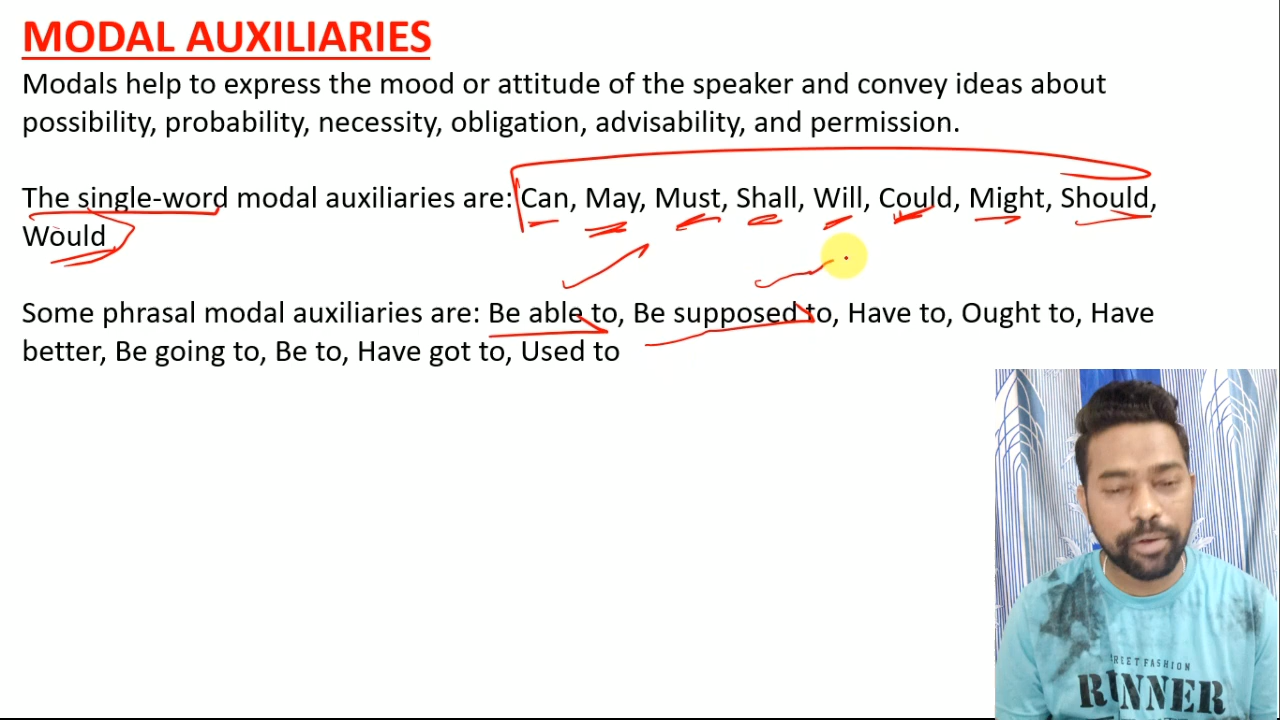 MODAL AUXILIARIES
Modals help to express the mood or attitude of the speaker and convey ideas about
possibility, probability, necessity, obligation, advisability, and permission.
The single-word modal auxiliaries are: Can, May, Must, Shall, Will, Could, Might, Should,
Would
Some phrasal modal auxiliaries are: Be able to, Be supposed to, Have to, Ought to, Have
better, Be going to, Be to, Have got to, Used to
REET FASHION
RUNNER